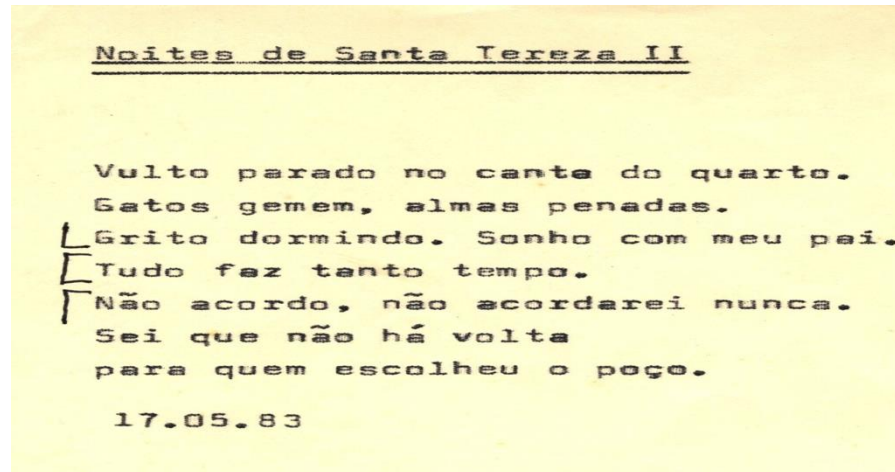 Noites de Santa Tereza II
Vulto parado no canto do quarto.
Gatos gemem, almas penadas.
Grito dormindo. Sonho com meu pai.
Tudo faz tanto tempo.
Não acordo, não acordarei nunca.
Sei que não há volta
para quem escolheu o poço.
17.05.83